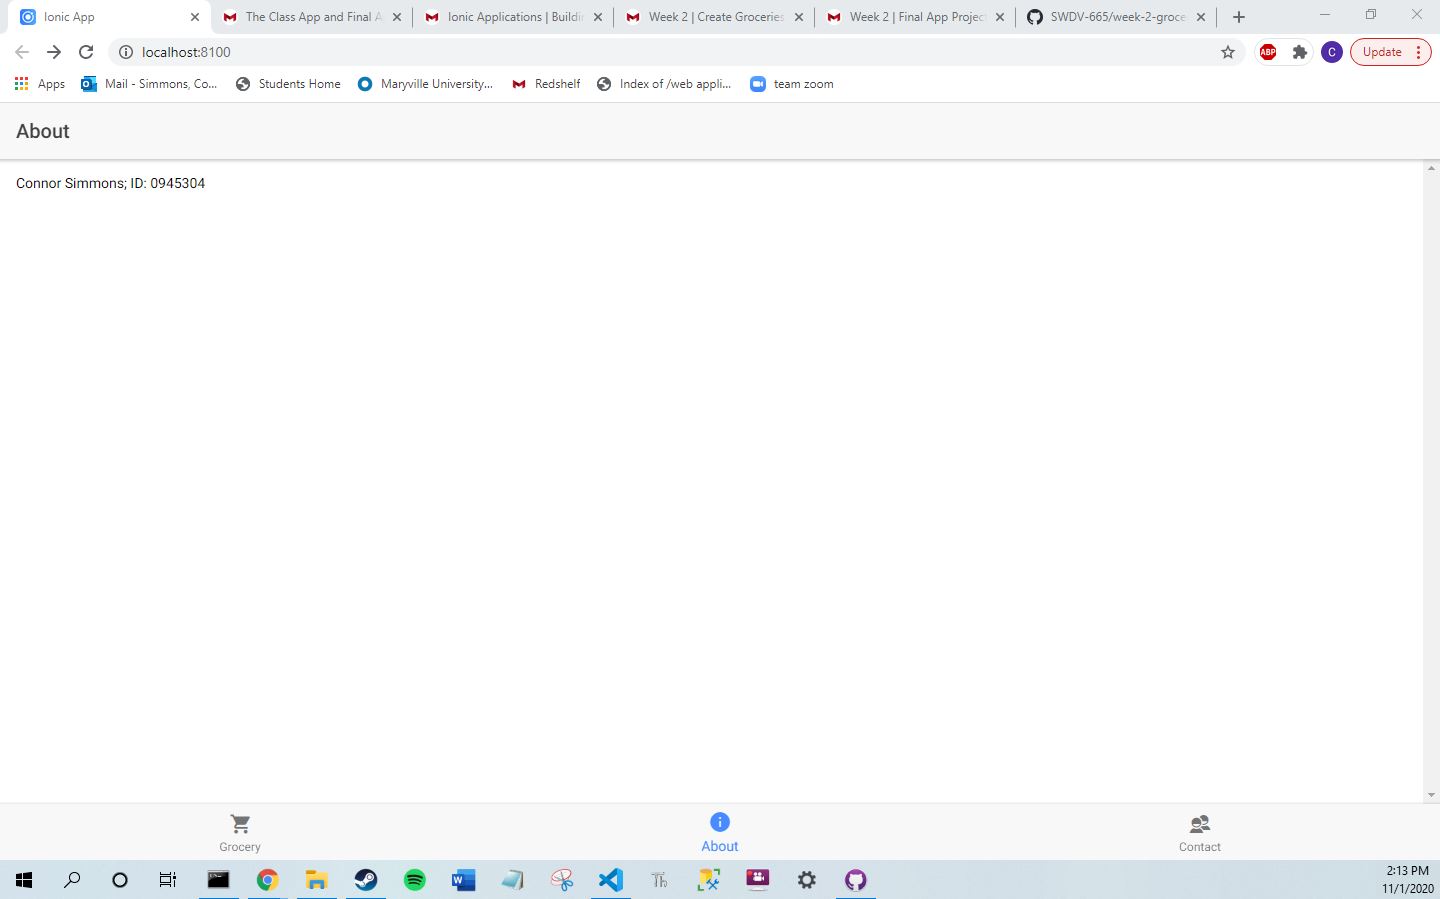 Ionic App
The Class App and Final A
Ionic Applications | Buildin
Week 2 | Create Groceries
Week 2 | Final App Project
SWDV-665/week-2-groce
localhost:8100
ABP
C
Update
Apps
Mail - Simmons, Co...
Students Home
Maryville University...
Redshelf
Index of /web appli...
team zoom
About
Connor Simmons; ID: 0945304
Grocery
About
Contact
2:13 PM
11/1/2020